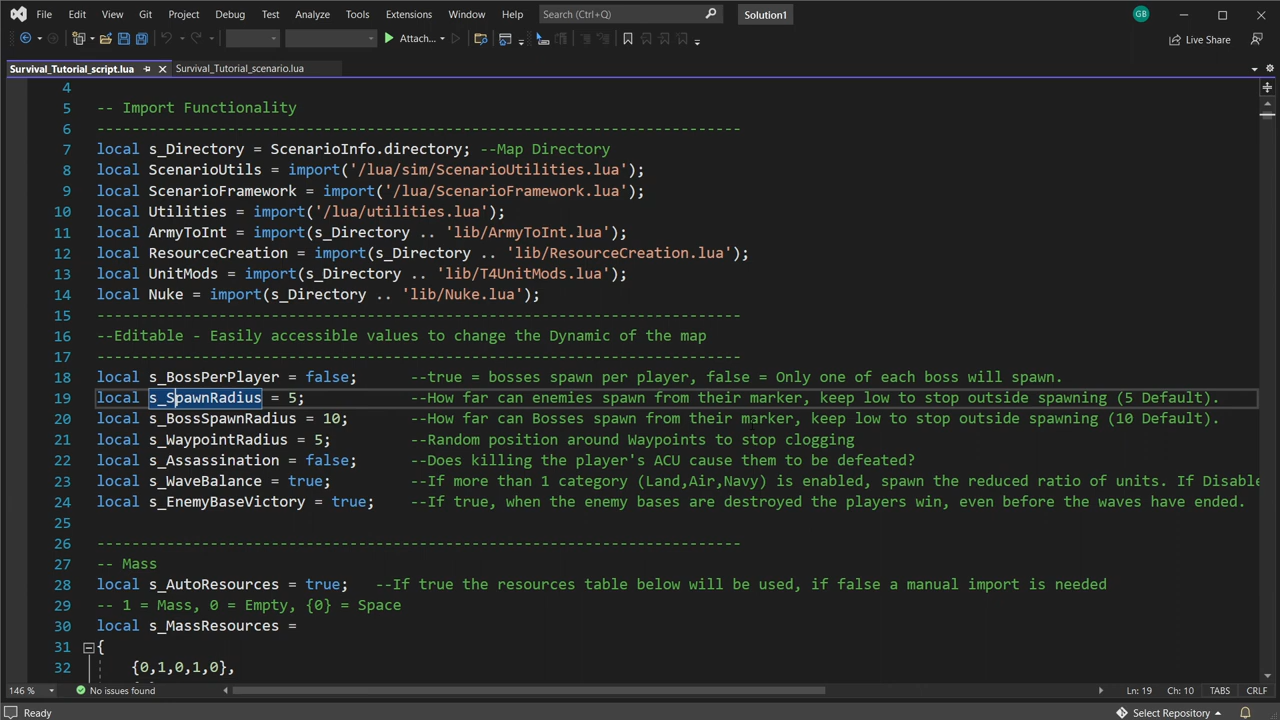 File Edit View Git Project Debug Test Analyze Tools Extensions Window Help Search (Ctrl+Q) Solution1 GB
Attach... Live Share
Survival_Tutorial_script.lua Survival_Tutorial_scenario.lua
4
5 -- Import Functionality
6 --------------------------------------------------------------------------
7 local s_Directory = ScenarioInfo.directory; --Map Directory
8 local ScenarioUtils = import('/lua/sim/ScenarioUtilities.lua');
9 local ScenarioFramework = import('/lua/ScenarioFramework.lua');
10 local Utilities = import('/lua/utilities.lua');
11 local ArmyToInt = import(s_Directory .. 'lib/ArmyToInt.lua');
12 local ResourceCreation = import(s_Directory .. 'lib/ResourceCreation.lua');
13 local UnitMods = import(s_Directory .. 'lib/T4UnitMods.lua');
14 local Nuke = import(s_Directory .. 'lib/Nuke.lua');
15 --------------------------------------------------------------------------
16 --Editable - Easily accessible values to change the Dynamic of the map
17 --------------------------------------------------------------------------
18 local s_BossPerPlayer = false; --true = bosses spawn per player, false = Only one of each boss will spawn.
19 local s_SpawnRadius = 5; --How far can enemies spawn from their marker, keep low to stop outside spawning (5 Default).
20 local s_BossSpawnRadius = 10; --How far can Bosses spawn from their marker, keep low to stop outside spawning (10 Default).
21 local s_WaypointRadius = 5; --Random position around Waypoints to stop clogging
22 local s_Assassination = false; --Does killing the player's ACU cause them to be defeated?
23 local s_WaveBalance = true; --If more than 1 category (Land,Air,Navy) is enabled, spawn the reduced ratio of units. If Disable
24 local s_EnemyBaseVictory = true; --If true, when the enemy bases are destroyed the players win, even before the waves have ended.
25
26 --------------------------------------------------------------------------
27 -- Mass
28 local s_AutoResources = true; --If true the resources table below will be used, if false a manual import is needed
29 -- 1 = Mass, 0 = Empty, {0} = Space
30 local s_MassResources =
31 {
32 {0,1,0,1,0},
146 % No issues found Ln: 19 Ch: 10 TABS CRLF
Ready Select Repository